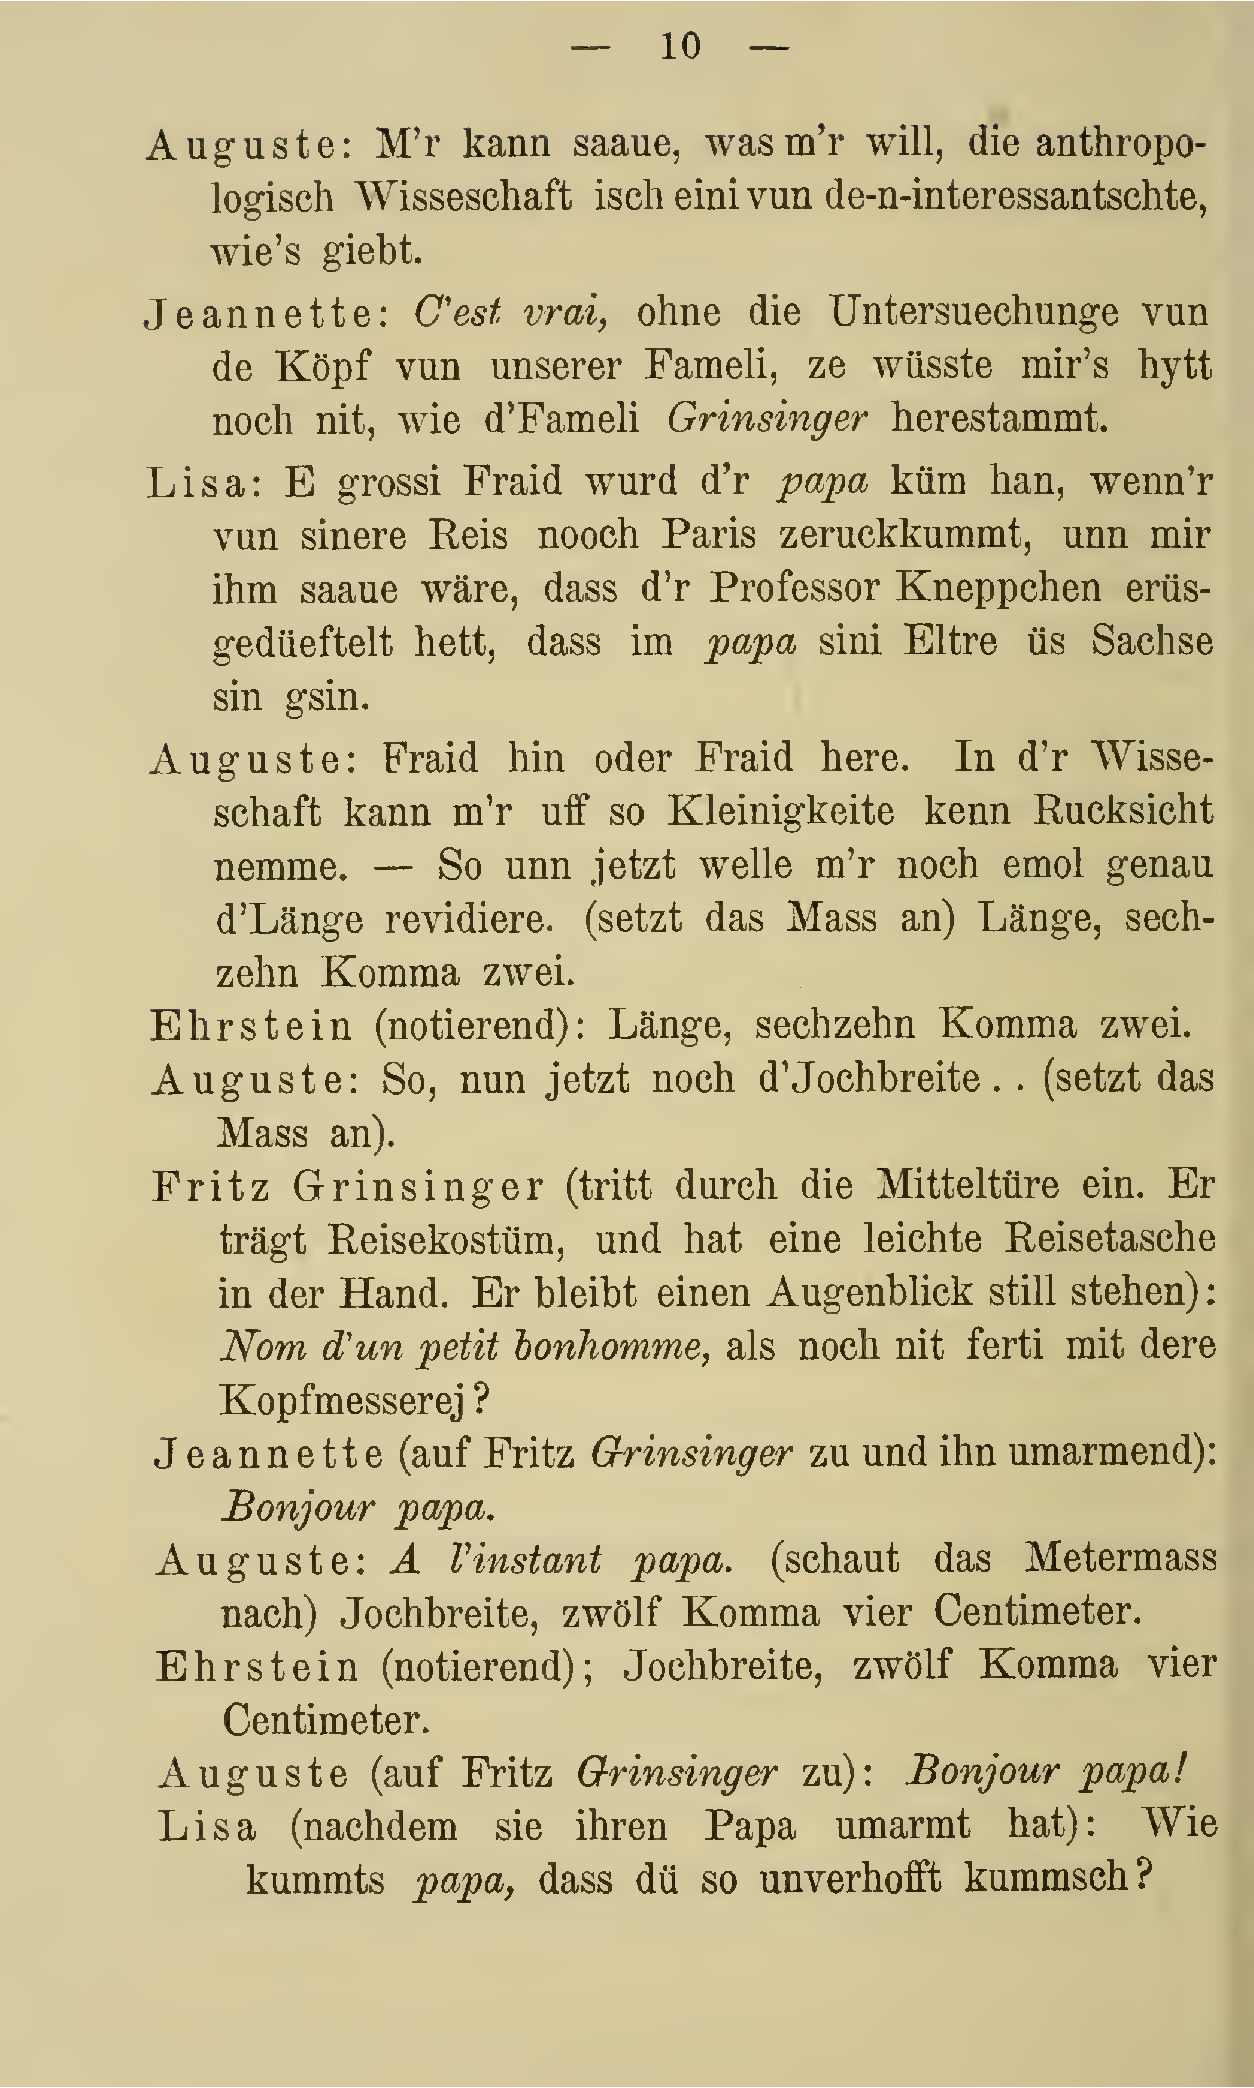 — 10 —
Auguste: M'r kann saaue, was m'r will, die anthropo-
logisch Wisseschaft isch eini vun de-n-interessantschte,
wie's giebt.
Jeannette: C'est vrai, ohne die Untersuechunge vun
de Köpf vun unserer Fameli, ze wüsste mir's hytt
noch nit, wie d'Fameli Grinsinger herestammt.
Lisa: E grossi Fraid wurd d'r papa küm han, wenn'r
vun sinere Reis nooch Paris zeruckkummt, unn mir
ihm saaue wäre, dass d'r Professor Kneppchen erüs-
gedüeftelt hett, dass im papa sini Eltre üs Sachse
sin gsin.
Auguste: Fraid hin oder Fraid here. In d'r Wisse-
schaft kann m'r uff so Kleinigkeite kenn Rucksicht
nemme. — So unn jetzt welle m'r noch emol genau
d'Länge revidiere. (setzt das Mass an) Länge, sech-
zehn Komma zwei.
Ehrstein (notierend): Länge, sechzehn Komma zwei.
Auguste: So, nun jetzt noch d'Jochbreite . . (setzt das
Mass an).
Fritz Grinsinger (tritt durch die Mitteltüre ein. Er
trägt Reisekostüm, und hat eine leichte Reisetasche
in der Hand. Er bleibt einen Augenblick still stehen):
Nom d'un petit bonhomme, als noch nit ferti mit dere
Kopfmesserej?
Jeannette (auf Fritz Grinsinger zu und ihn umarmend):
Bonjour papa.
Auguste: A l'instant papa. (schaut das Metermass
nach) Jochbreite, zwölf Komma vier Centimeter.
Ehrstein (notierend); Jochbreite, zwölf Komma vier
Centimeter.
Auguste (auf Fritz Grinsinger zu): Bonjour papa!
Lisa (nachdem sie ihren Papa umarmt hat): Wie
kummts papa, dass dü so unverhofft kummsch?